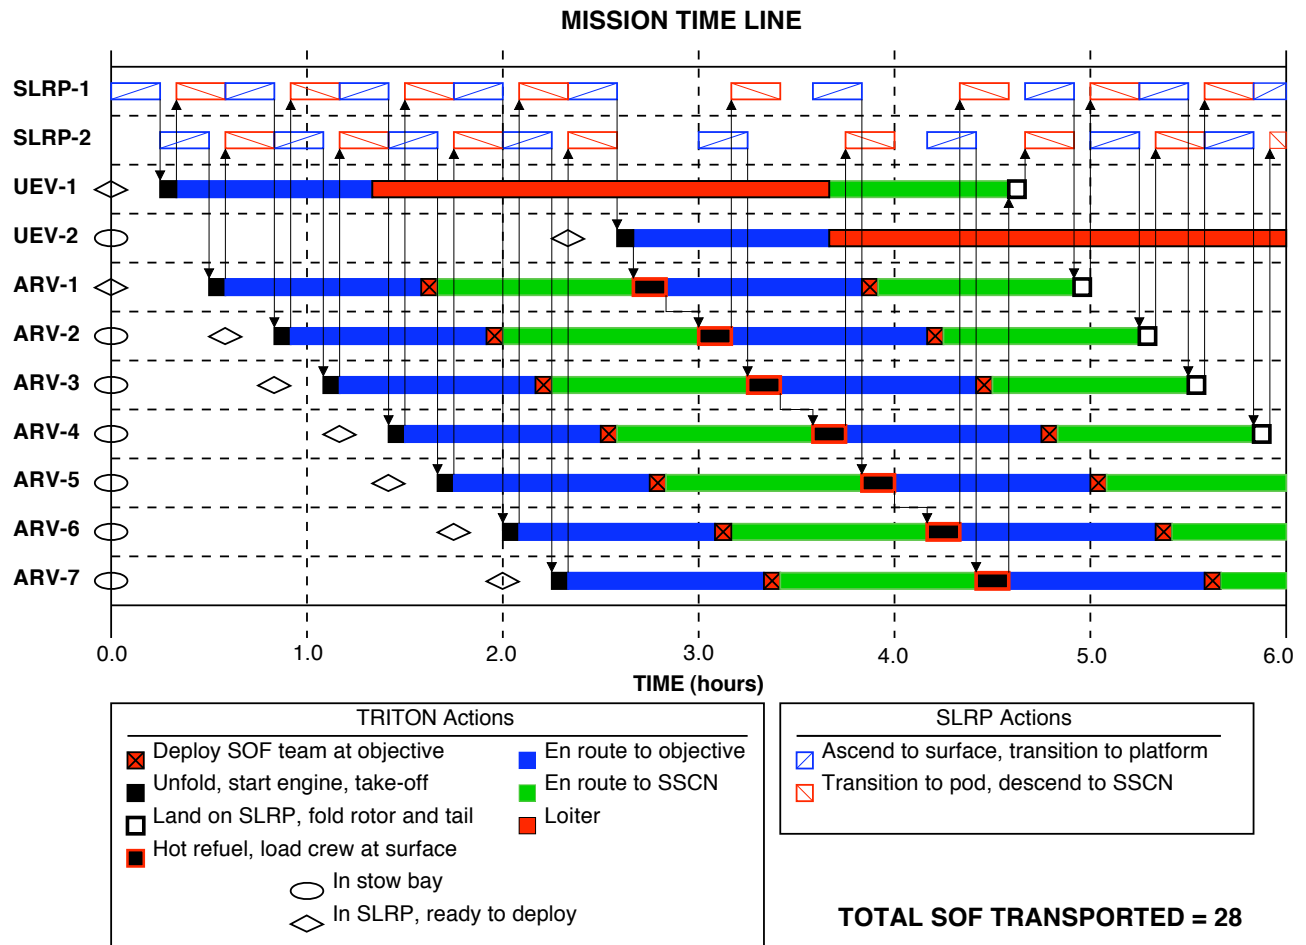 MISSION TIME LINE
SLRP-1
SLRP-2
UEV-1
UEV-2
ARV-1
ARV-2
ARV-3
ARV-4
ARV-5
ARV-6
ARV-7
0.0 1.0 2.0 3.0 4.0 5.0 6.0
TIME (hours)
TRITON Actions
Deploy SOF team at objective
Unfold, start engine, take-off
Land on SLRP, fold rotor and tail
Hot refuel, load crew at surface
En route to objective
En route to SSCN
Loiter
In stow bay
In SLRP, ready to deploy
SLRP Actions
Ascend to surface, transition to platform
Transition to pod, descend to SSCN
TOTAL SOF TRANSPORTED = 28